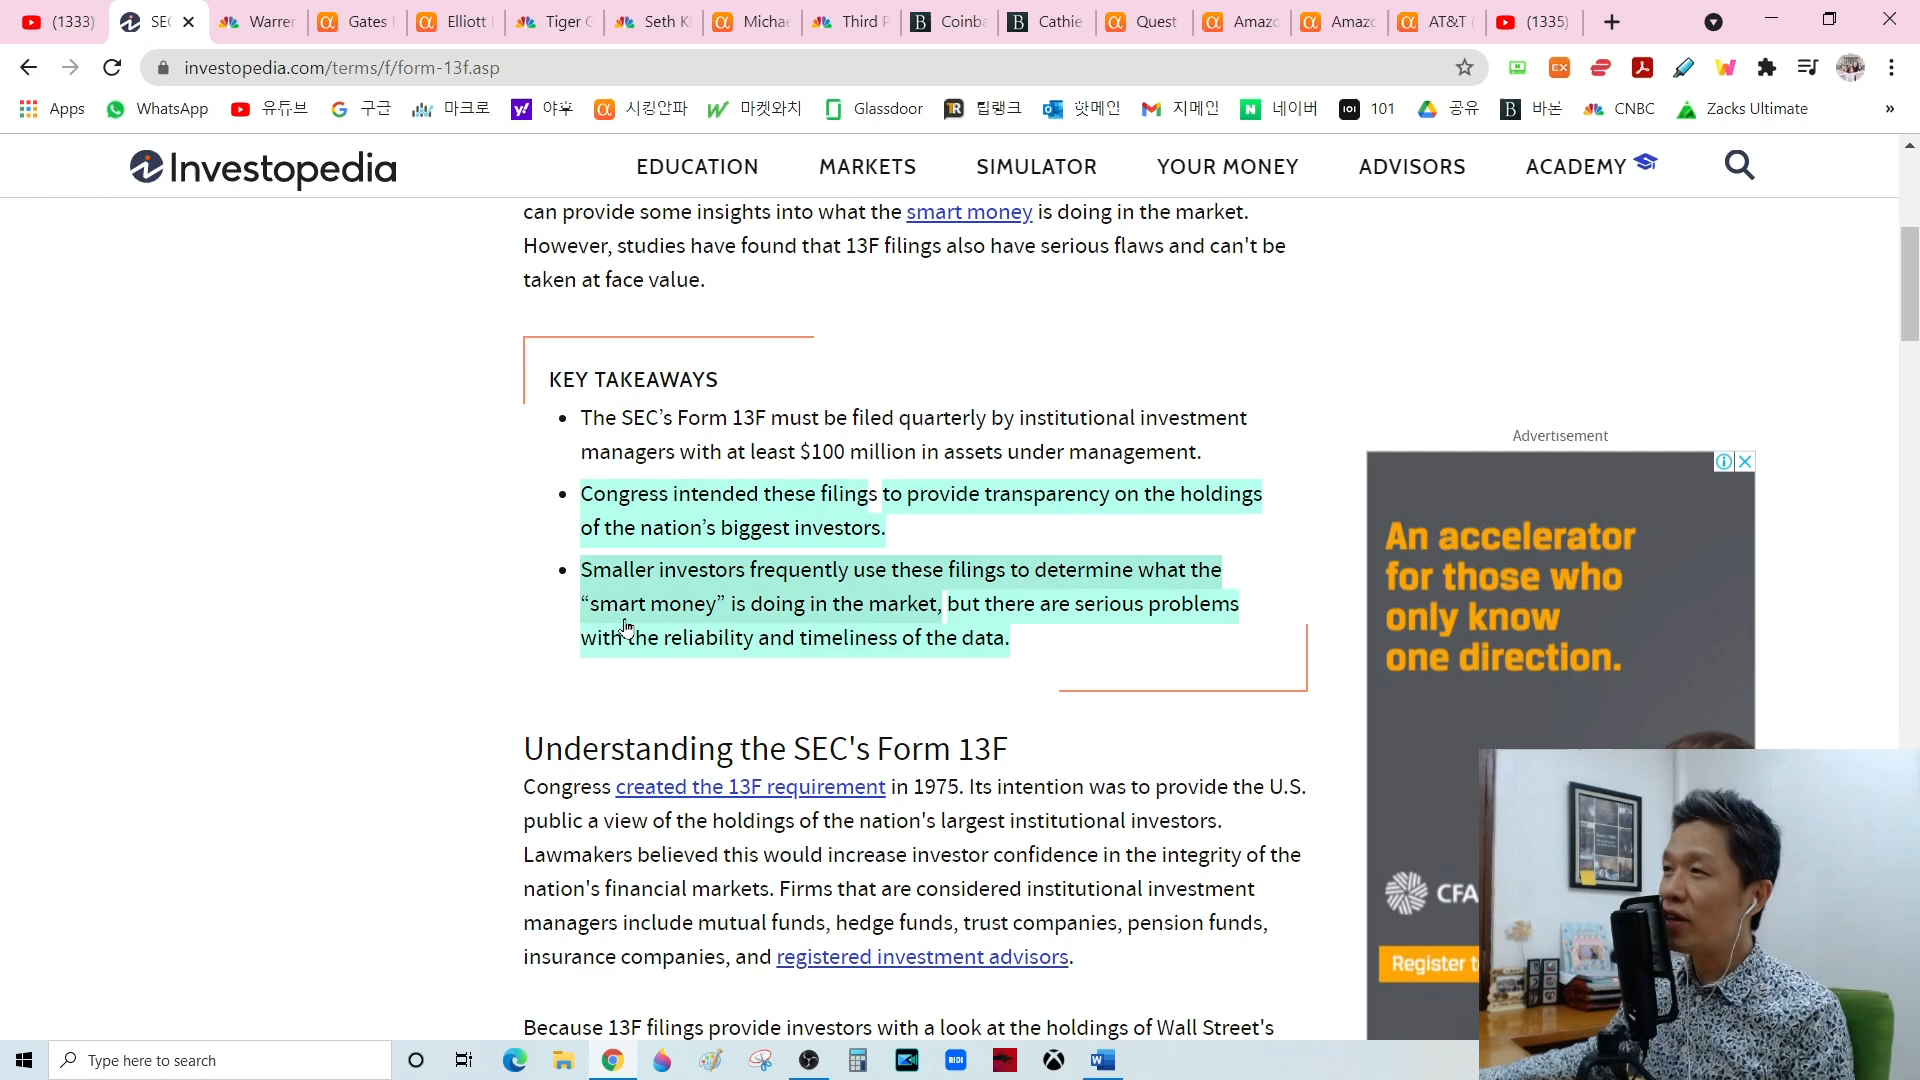 (1333)
SE
Warrer
Gates
Elliott
Tiger
Seth K
Micha
Third P
Coinb
Cathie
Quest
Amaz
Amaz
AT&T
(1335)
investopedia.com/terms/f/form-13f.asp
EX
Apps
WhatsApp
유튜브
구글
마크로
야후
시킹안파
마켓와치
Glassdoor
팁랭크
핫메인
지메인
네이버
101
공유
바론
CNBC
Zacks Ultimate
»
Investopedia
EDUCATION
MARKETS
SIMULATOR
YOUR MONEY
ADVISORS
ACADEMY
can provide some insights into what the smart money is doing in the market.
However, studies have found that 13F filings also have serious flaws and can't be
taken at face value.
KEY TAKEAWAYS
• The SEC’s Form 13F must be filed quarterly by institutional investment
managers with at least $100 million in assets under management.
• Congress intended these filings to provide transparency on the holdings
of the nation’s biggest investors.
• Smaller investors frequently use these filings to determine what the
“smart money” is doing in the market, but there are serious problems
with the reliability and timeliness of the data.
Advertisement
An accelerator
for those who
only know
one direction.
CFA
Register
Understanding the SEC's Form 13F
Congress created the 13F requirement in 1975. Its intention was to provide the U.S.
public a view of the holdings of the nation's largest institutional investors.
Lawmakers believed this would increase investor confidence in the integrity of the
nation's financial markets. Firms that are considered institutional investment
managers include mutual funds, hedge funds, trust companies, pension funds,
insurance companies, and registered investment advisors.
Because 13F filings provide investors with a look at the holdings of Wall Street's
Type here to search
RIDI